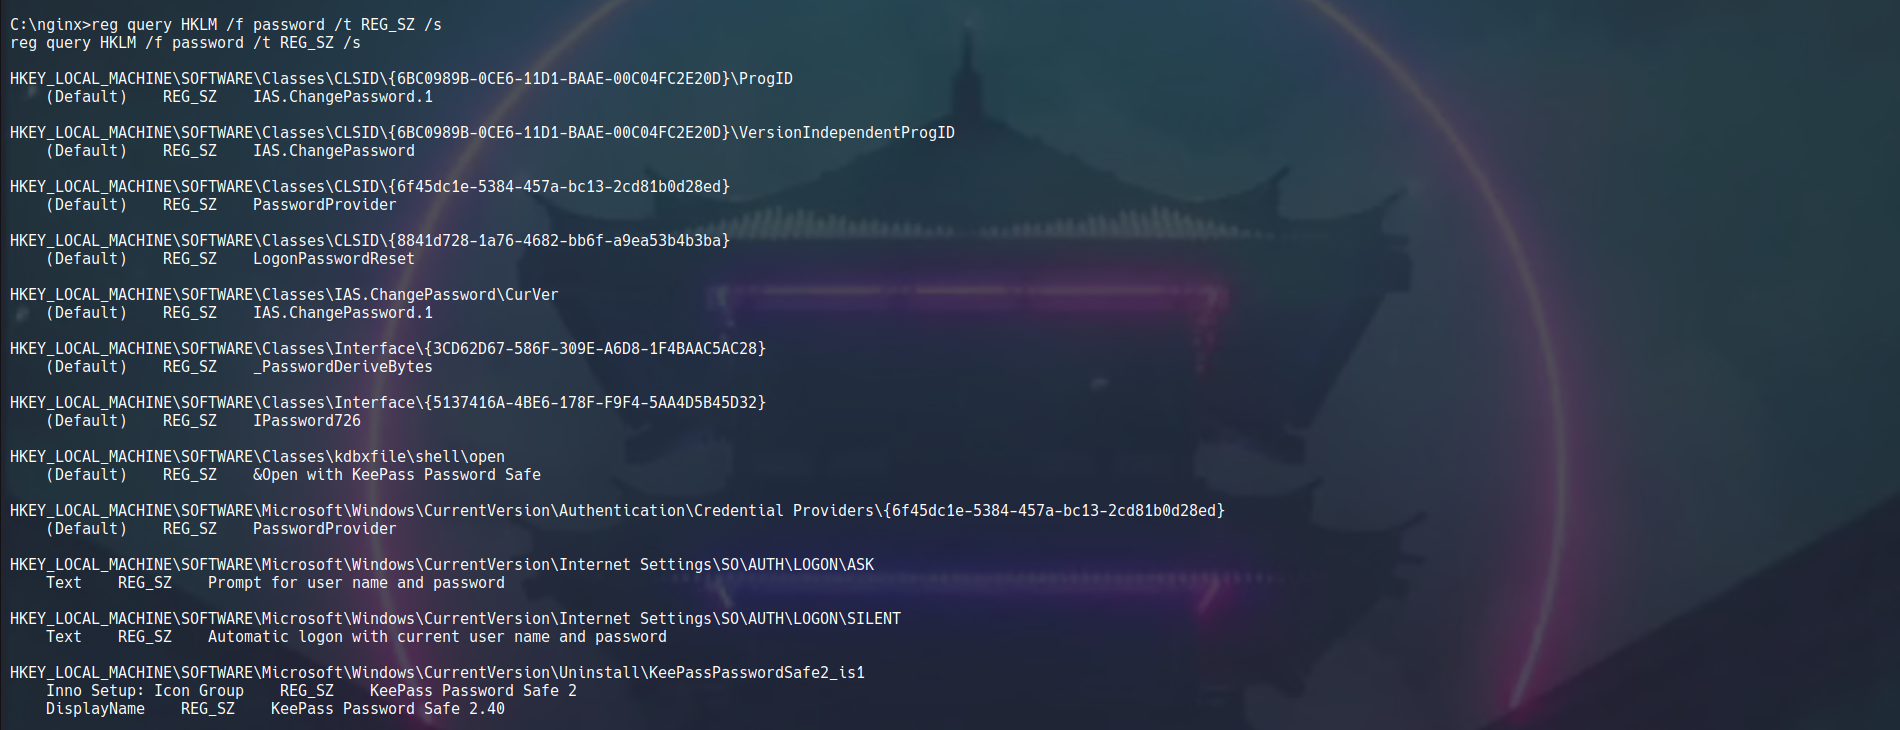 C:\nginx>reg query HKLM /f password /t REG_SZ /s
reg query HKLM /f password /t REG_SZ /s
HKEY_LOCAL_MACHINE\SOFTWARE\Classes\CLSID\{6BC0989B-0CE6-11D1-BAAE-00C04FC2E20D}\ProgID
(Default)    REG_SZ    IAS.ChangePassword.1
HKEY_LOCAL_MACHINE\SOFTWARE\Classes\CLSID\{6BC0989B-0CE6-11D1-BAAE-00C04FC2E20D}\VersionIndependentProgID
(Default)    REG_SZ    IAS.ChangePassword
HKEY_LOCAL_MACHINE\SOFTWARE\Classes\CLSID\{6f45dc1e-5384-457a-bc13-2cd81b0d28ed}
(Default)    REG_SZ    PasswordProvider
HKEY_LOCAL_MACHINE\SOFTWARE\Classes\CLSID\{8841d728-1a76-4682-bb6f-a9ea53b4b3ba}
(Default)    REG_SZ    LogonPasswordReset
HKEY_LOCAL_MACHINE\SOFTWARE\Classes\IAS.ChangePassword\CurVer
(Default)    REG_SZ    IAS.ChangePassword.1
HKEY_LOCAL_MACHINE\SOFTWARE\Classes\Interface\{3CD62D67-586F-309E-A6D8-1F4BAAC5AC28}
(Default)    REG_SZ    _PasswordDeriveBytes
HKEY_LOCAL_MACHINE\SOFTWARE\Classes\Interface\{5137416A-4BE6-178F-F9F4-5AA4D5B45D32}
(Default)    REG_SZ    IPassword726
HKEY_LOCAL_MACHINE\SOFTWARE\Classes\kdbxfile\shell\open
(Default)    REG_SZ    &Open with KeePass Password Safe
HKEY_LOCAL_MACHINE\SOFTWARE\Microsoft\Windows\CurrentVersion\Authentication\Credential Providers\{6f45dc1e-5384-457a-bc13-2cd81b0d28ed}
(Default)    REG_SZ    PasswordProvider
HKEY_LOCAL_MACHINE\SOFTWARE\Microsoft\Windows\CurrentVersion\Internet Settings\SO\AUTH\LOGON\ASK
Text    REG_SZ    Prompt for user name and password
HKEY_LOCAL_MACHINE\SOFTWARE\Microsoft\Windows\CurrentVersion\Internet Settings\SO\AUTH\LOGON\SILENT
Text    REG_SZ    Automatic logon with current user name and password
HKEY_LOCAL_MACHINE\SOFTWARE\Microsoft\Windows\CurrentVersion\Uninstall\KeePassPasswordSafe2_is1
Inno Setup: Icon Group    REG_SZ    KeePass Password Safe 2
DisplayName    REG_SZ    KeePass Password Safe 2.40